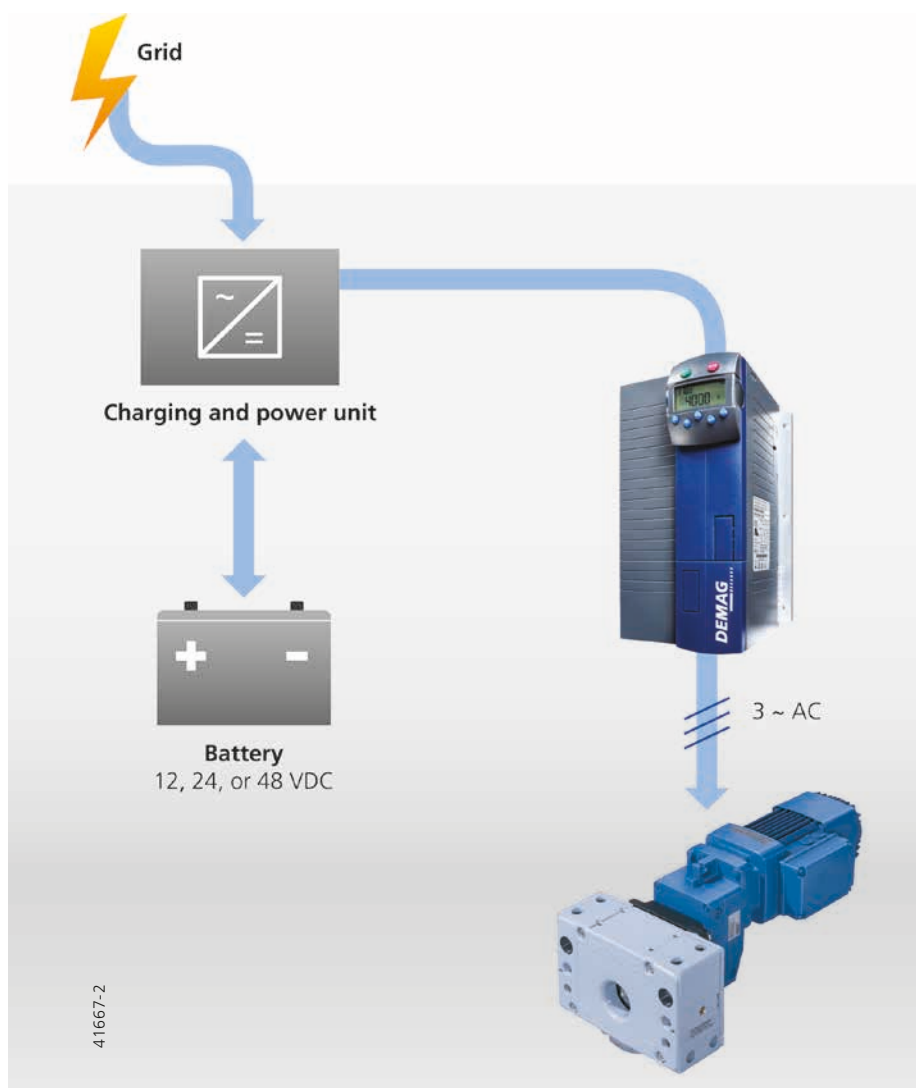 Grid
~
=
Charging and power unit
4000
DEMAG
+ -
3 ~ AC
Battery
12, 24, or 48 VDC
41667-2